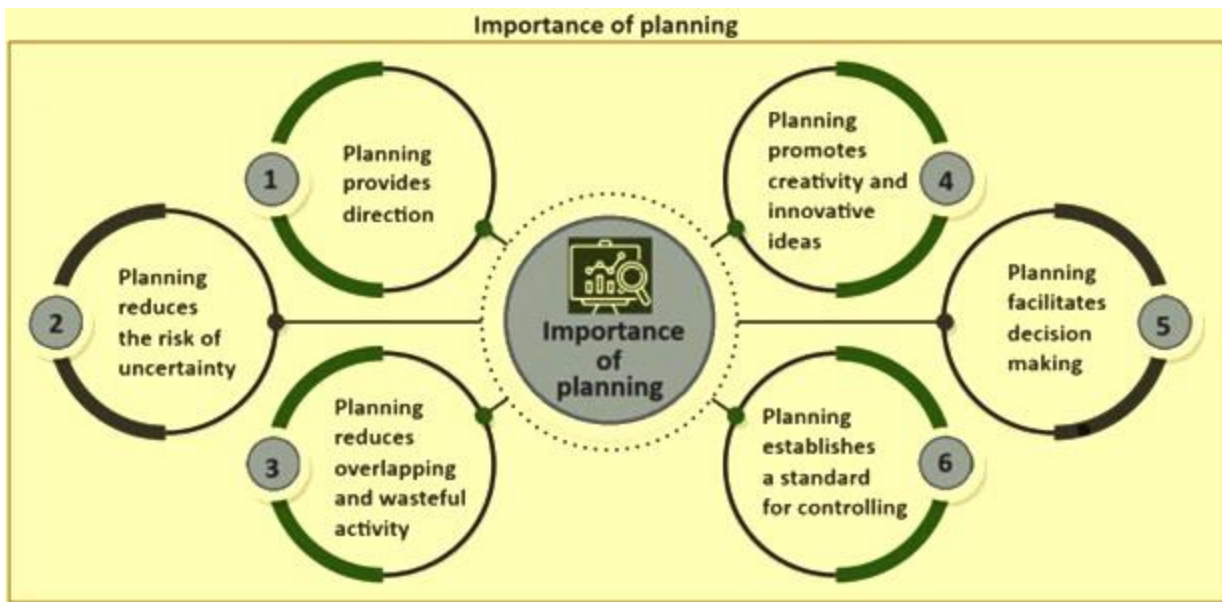 Importance of planning
1
Planning
provides
direction
2
Planning
reduces
the risk of
uncertainty
3
Planning
reduces
overlapping
and wasteful
activity
Importance
of
planning
4
Planning
promotes
creativity and
innovative
ideas
5
Planning
facilitates
decision
making
6
Planning
establishes
a standard
for controlling